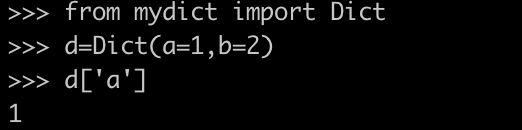 >>> from mydict import Dict
>>> d=Dict(a=1,b=2)
>>> d['a']
1